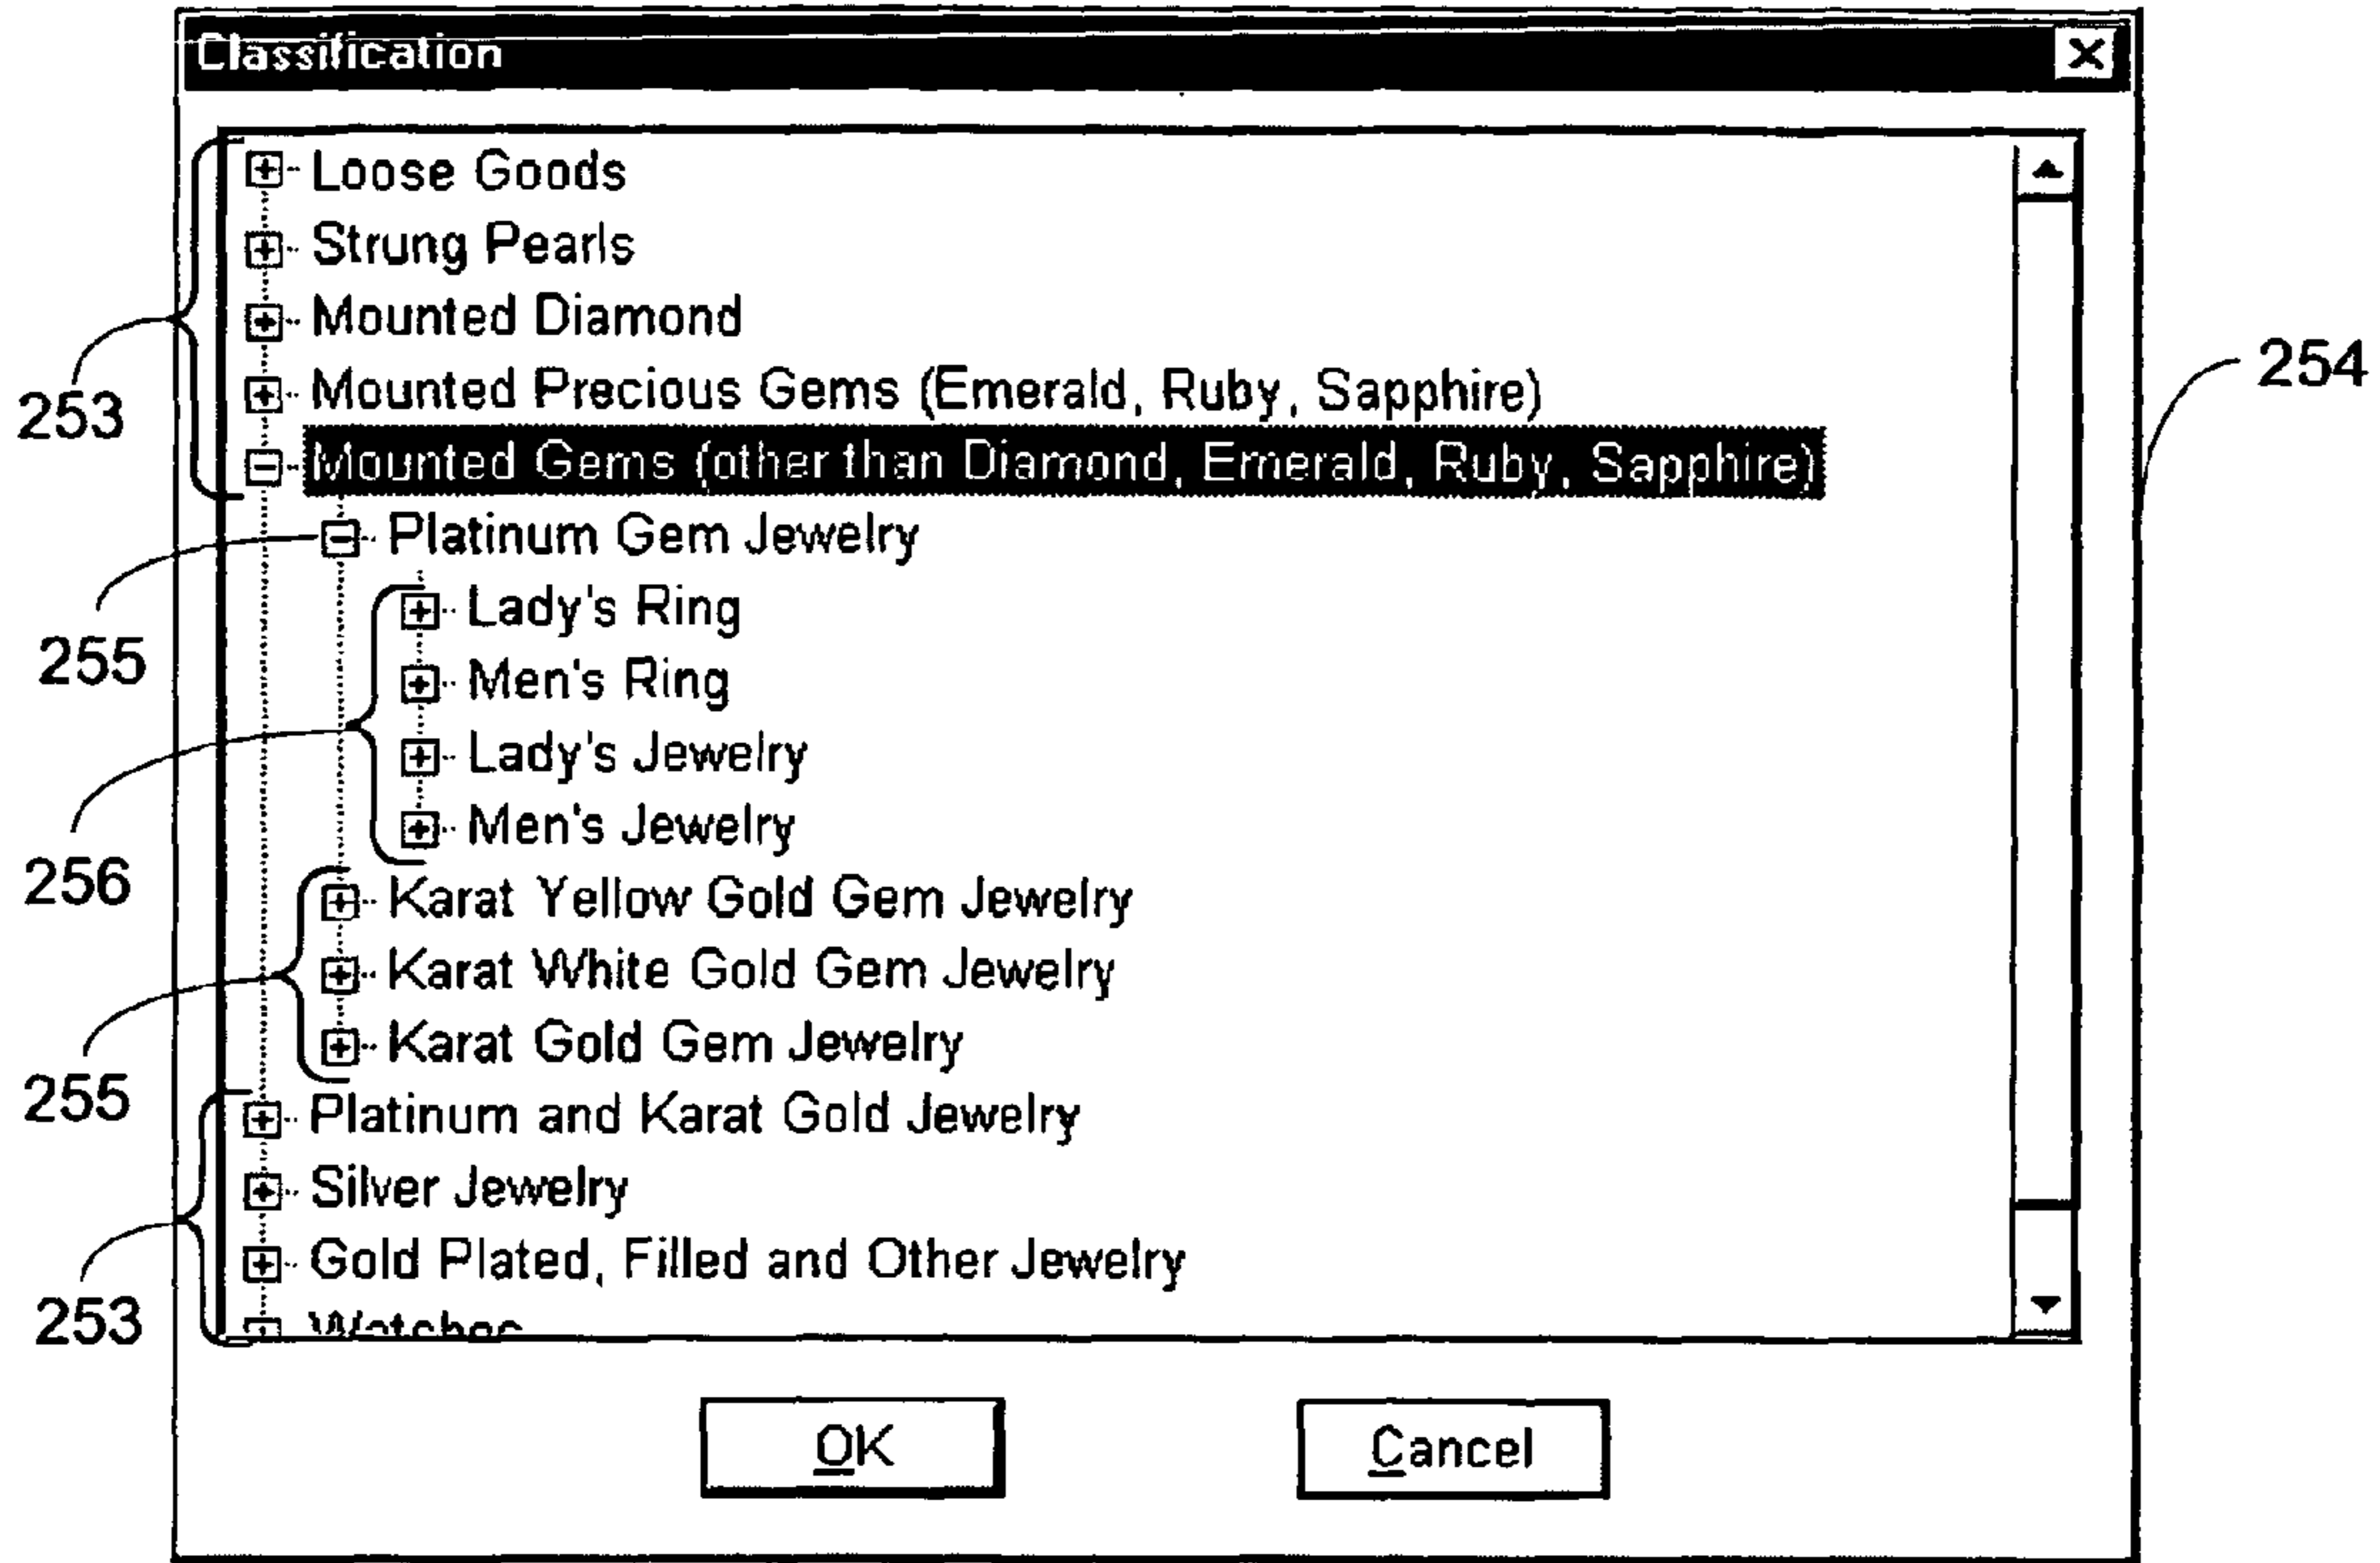 Classification
Loose Goods
Strung Pearls
Mounted Diamond
Mounted Precious Gems (Emerald, Ruby, Sapphire)
Mounted Gems (other than Diamond, Emerald, Ruby, Sapphire)
Platinum Gem Jewelry
Lady's Ring
Men's Ring
Lady's Jewelry
Men's Jewelry
Karat Yellow Gold Gem Jewelry
Karat White Gold Gem Jewelry
Karat Gold Gem Jewelry
Platinum and Karat Gold Jewelry
Silver Jewelry
Gold Plated, Filled and Other Jewelry
Watches
OK
Cancel
253
254
255
256
255
253